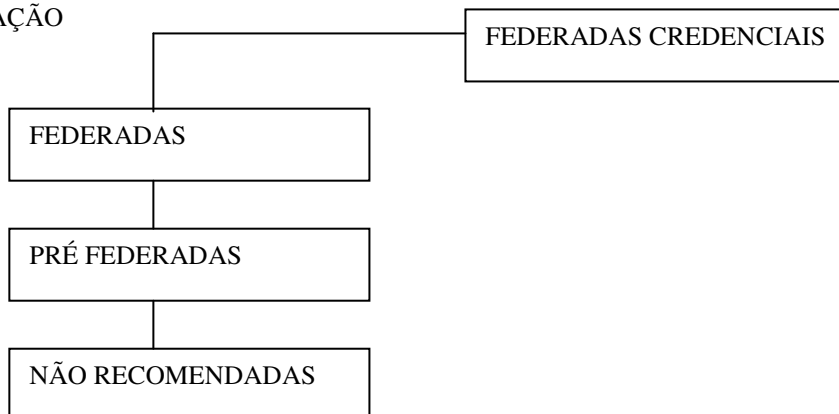 AÇÃO
FEDERADAS CREDENCIAIS
FEDERADAS
PRÉ FEDERADAS
NÃO RECOMENDADAS